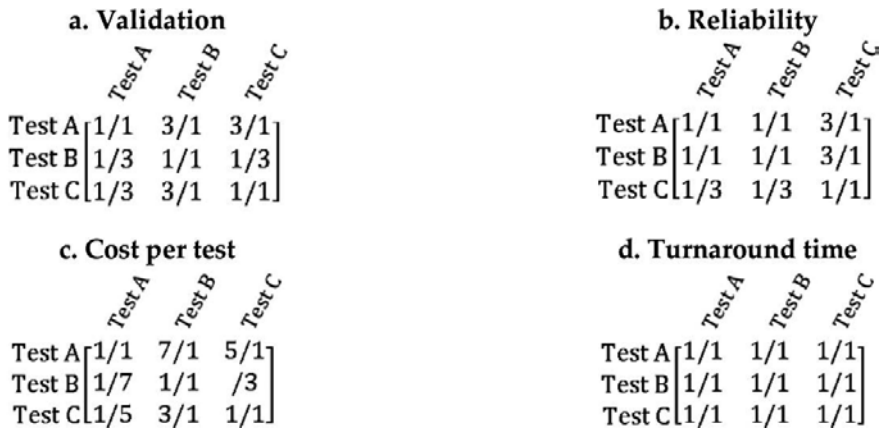 a. Validation
Test A Test B Test C
Test A 1/1 3/1 3/1
Test B 1/3 1/1 1/3
Test C 1/3 3/1 1/1
b. Reliability
Test A Test B Test C
Test A 1/1 1/1 3/1
Test B 1/1 1/1 3/1
Test C 1/3 1/3 1/1
c. Cost per test
Test A Test B Test C
Test A 1/1 7/1 5/1
Test B 1/7 1/1 /3
Test C 1/5 3/1 1/1
d. Turnaround time
Test A Test B Test C
Test A 1/1 1/1 1/1
Test B 1/1 1/1 1/1
Test C 1/1 1/1 1/1